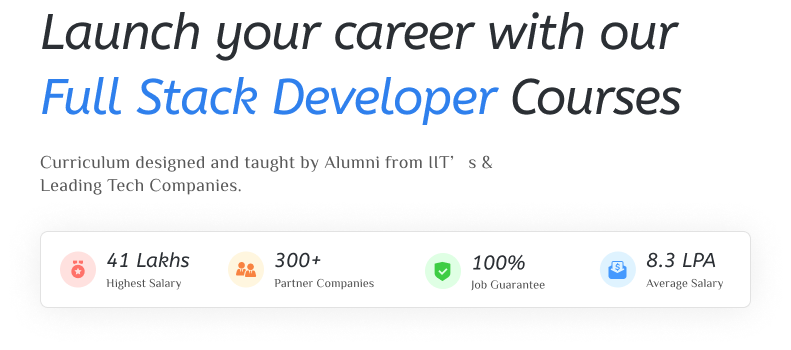 Launch your career with our
Full Stack Developer Courses
Curriculum designed and taught by Alumni from IIT’ s &
Leading Tech Companies.
41 Lakhs
Highest Salary
300+
Partner Companies
100%
Job Guarantee
8.3 LPA
Average Salary